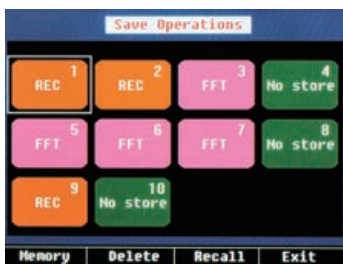 Save Operations
1 2 3 4
REC REC FFT No store
5 6 7 8
FFT FFT FFT No store
9 10
REC No store
Memory Delete Recall Exit